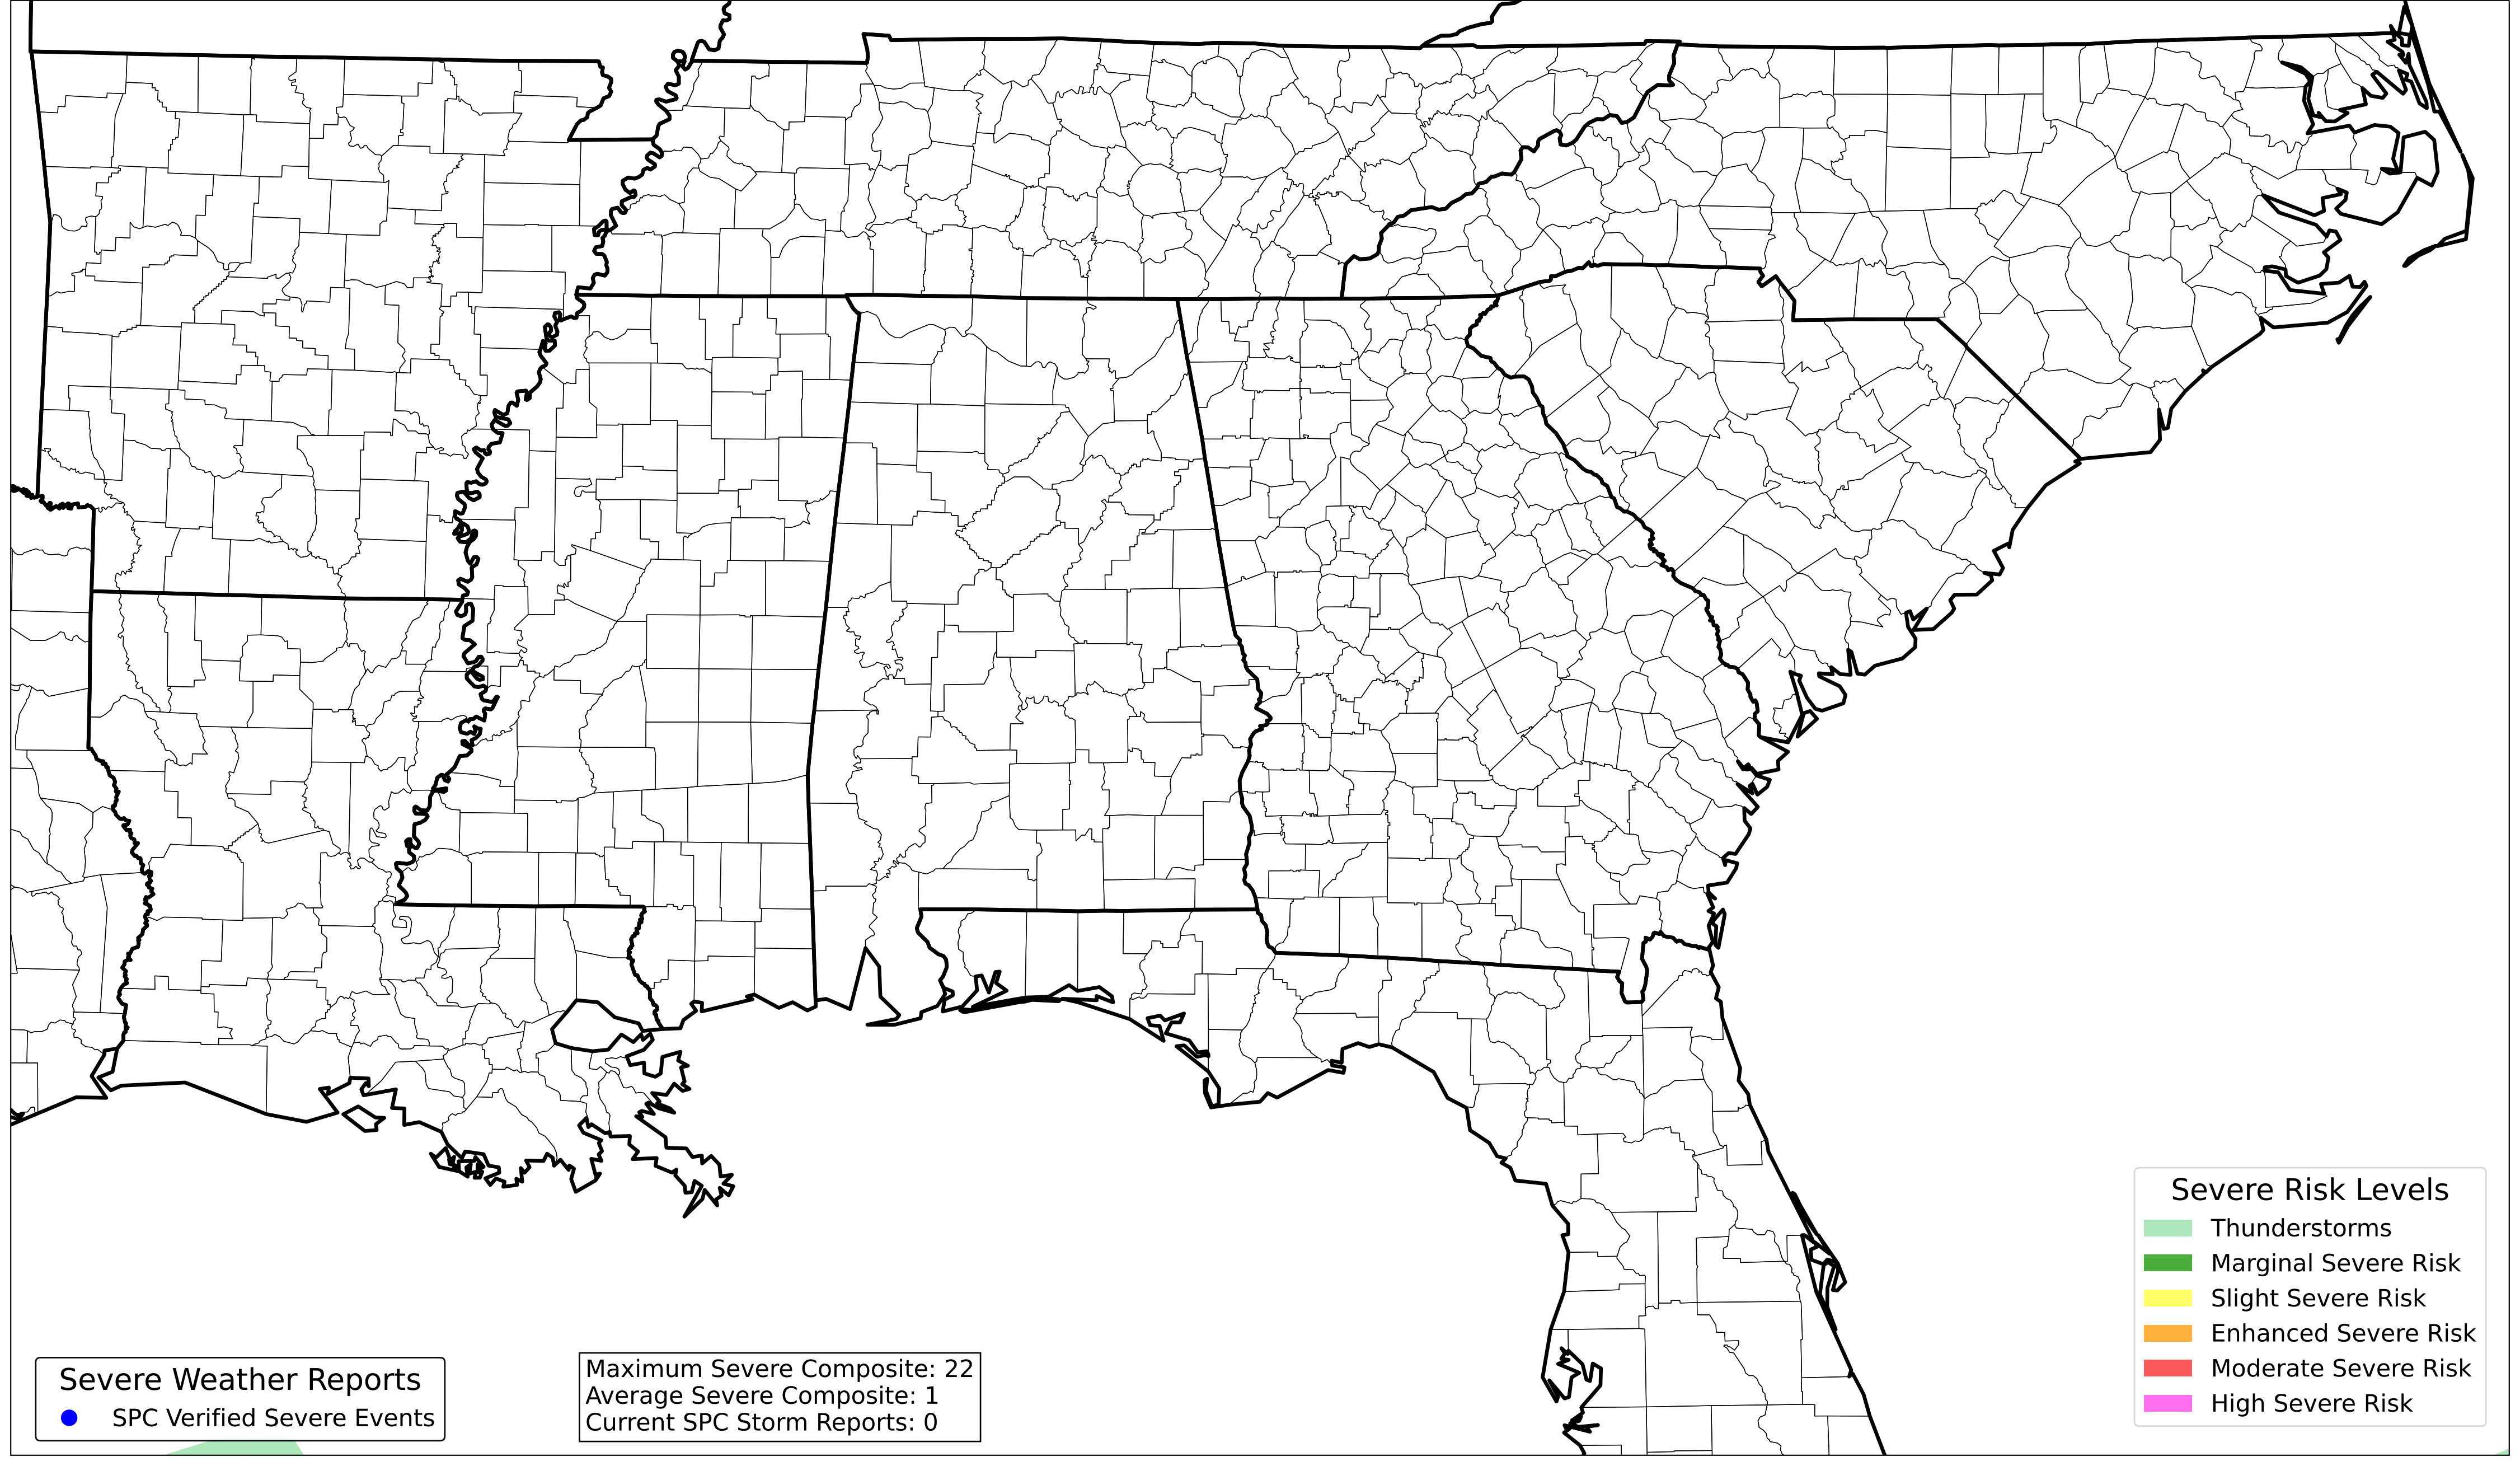 Severe Weather Reports
SPC Verified Severe Events
Maximum Severe Composite: 22
Average Severe Composite: 1
Current SPC Storm Reports: 0
Severe Risk Levels
Thunderstorms
Marginal Severe Risk
Slight Severe Risk
Enhanced Severe Risk
Moderate Severe Risk
High Severe Risk